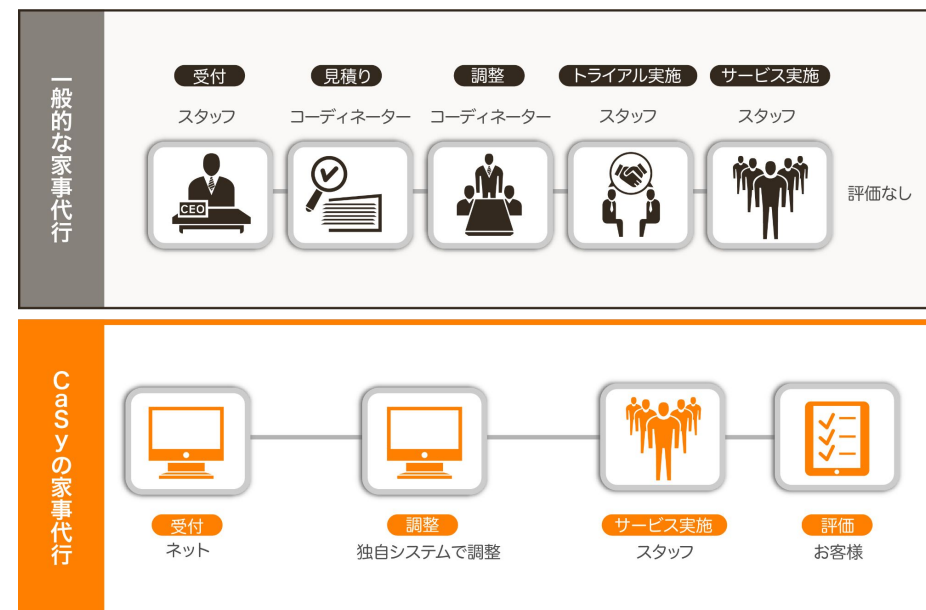 一般的な家事代行
受付
見積り
調整
トライアル実施
サービス実施
スタッフ
コーディネーター
コーディネーター
スタッフ
スタッフ
CEO
評価なし
CaSyの家事代行
受付
調整
サービス実施
評価
ネット
独自システムで調整
スタッフ
お客様